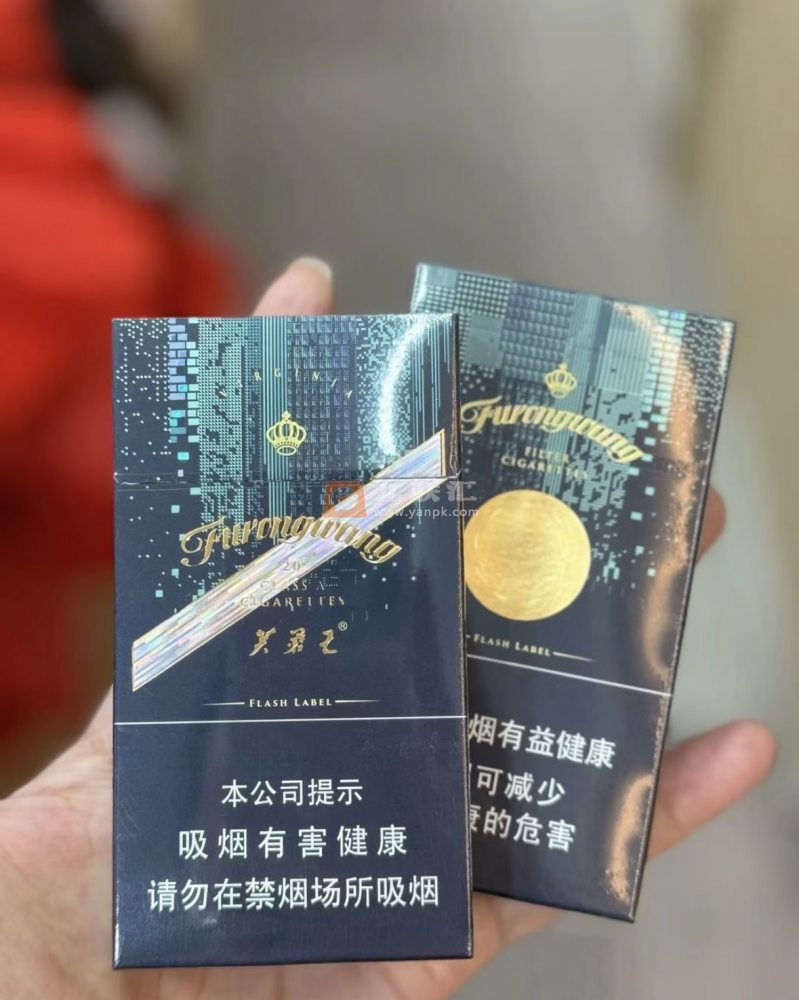 VIRGINIA
Furongwang
20
CLASS A
CIGARETTES
芙蓉王®
FLASH LABEL
本公司提示
吸烟有害健康
请勿在禁烟场所吸烟
Furongwang
FILTER
CIGARETTES
FLASH LABEL
烟有益健康
可减少
的危害
www.yanpk.com